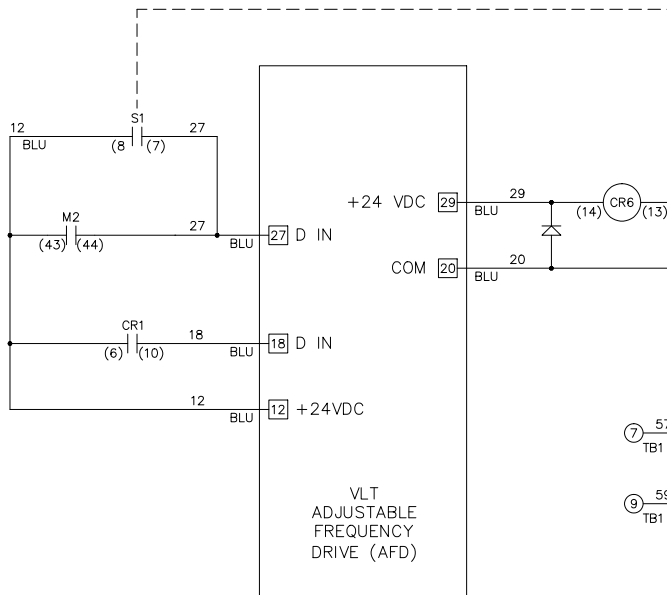 S1
12
27
BLU
(8
(7)
M2
27
(43)
(44)
BLU
27 D IN
+24 VDC 29
29
BLU
CR6
(14)
(13)
COM 20
20
BLU
CR1
18
(6)
(10)
BLU
18 D IN
12
BLU
12 +24VDC
7
57
TB1
9
59
TB1
VLT
ADJUSTABLE
FREQUENCY
DRIVE (AFD)